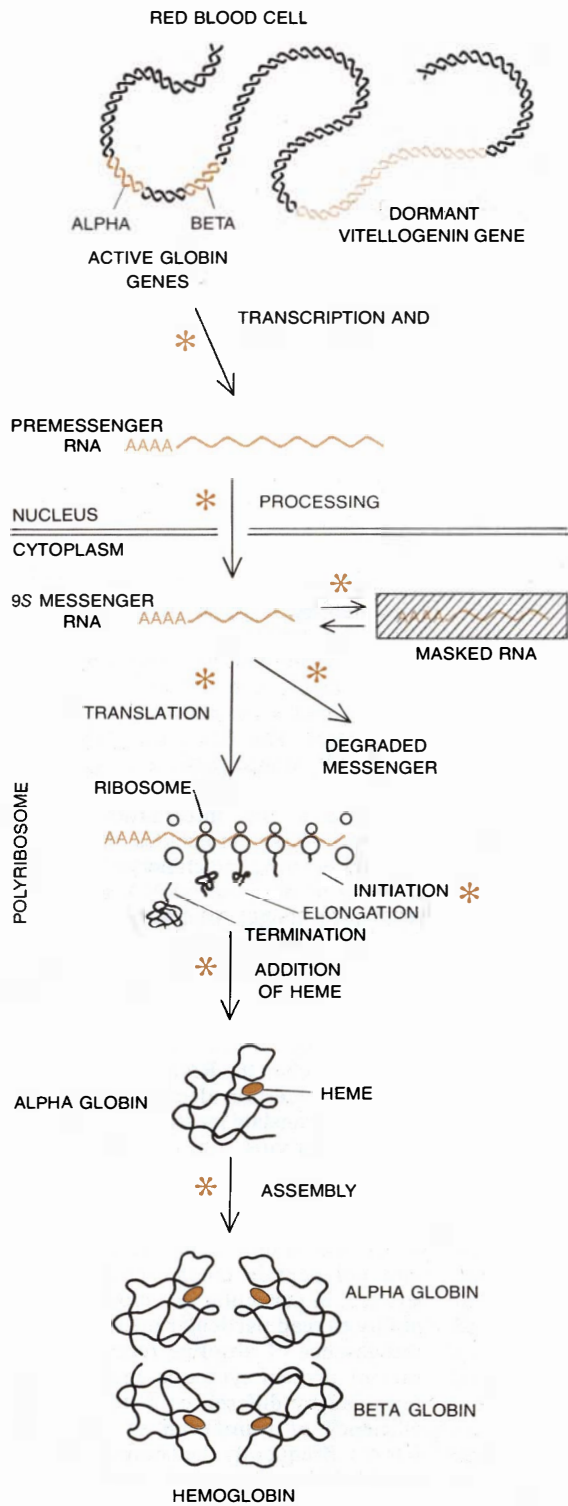 RED BLOOD CELL
ALPHA
BETA
ACTIVE GLOBIN
GENES
DORMANT
VITELLOGENIN GENE
*
TRANSCRIPTION AND
PREMESSENGER
RNA
AAAA
*
PROCESSING
NUCLEUS
CYTOPLASM
9S MESSENGER
RNA
AAAA
*
AAAA
MASKED RNA
*
*
TRANSLATION
DEGRADED
MESSENGER
POLYRIBOSOME
RIBOSOME
AAAA
INITIATION *
ELONGATION
TERMINATION
*
ADDITION
OF HEME
ALPHA GLOBIN
HEME
*
ASSEMBLY
ALPHA GLOBIN
BETA GLOBIN
HEMOGLOBIN